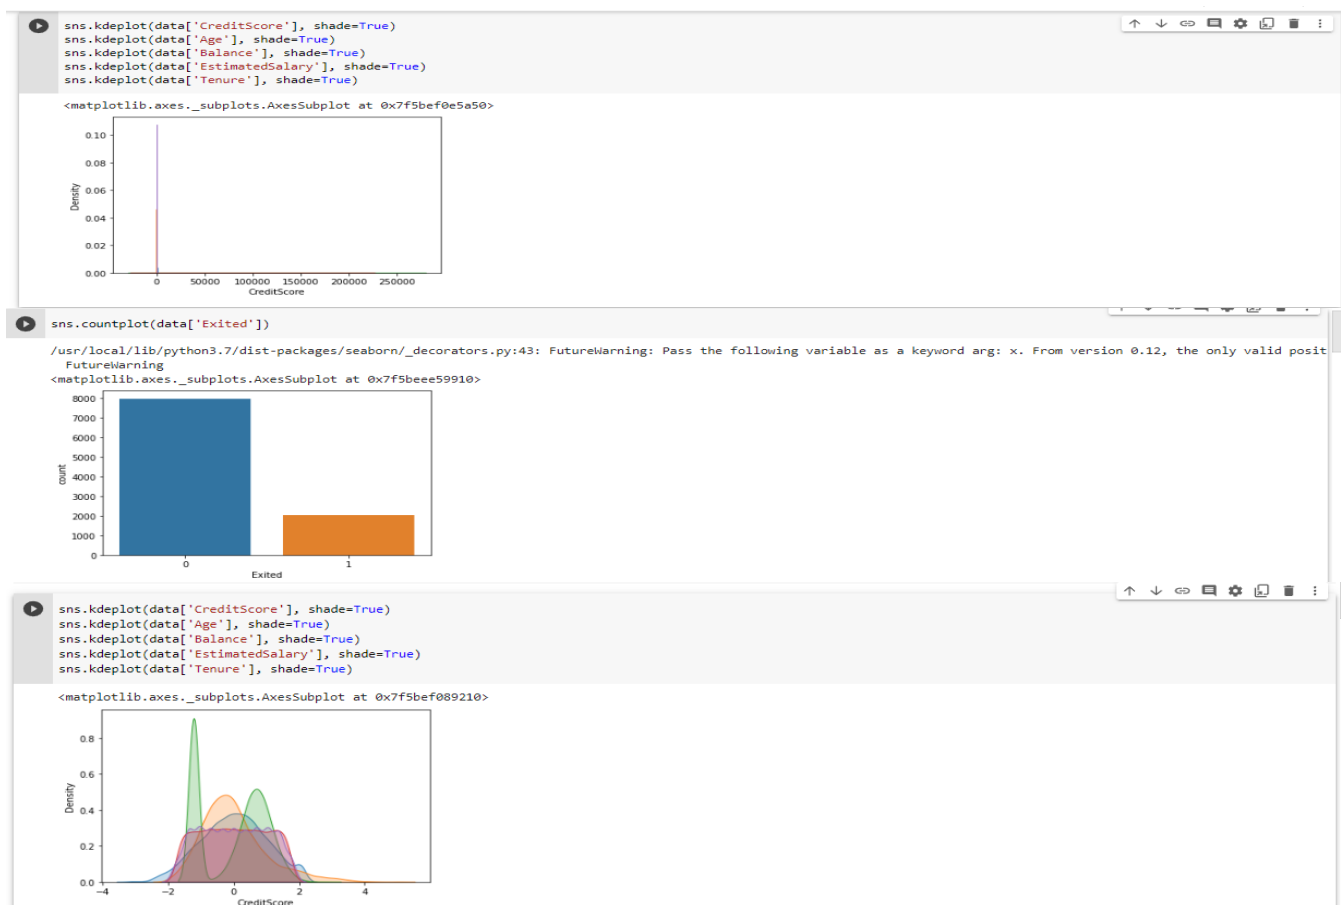 sns.kdeplot(data['CreditScore'], shade=True)
sns.kdeplot(data['Age'], shade=True)
sns.kdeplot(data['Balance'], shade=True)
sns.kdeplot(data['EstimatedSalary'], shade=True)
sns.kdeplot(data['Tenure'], shade=True)
<matplotlib.axes._subplots.AxesSubplot at 0x7f5bef0e5a50>
0.10
0.08
0.06
0.04
0.02
0.00
Density
0 50000 100000 150000 200000 250000
CreditScore
sns.countplot(data['Exited'])
/usr/local/lib/python3.7/dist-packages/seaborn/_decorators.py:43: FutureWarning: Pass the following variable as a keyword arg: x. From version 0.12, the only valid posit
FutureWarning
<matplotlib.axes._subplots.AxesSubplot at 0x7f5beee59910>
8000
7000
6000
5000
4000
3000
2000
1000
0
count
0 1
Exited
sns.kdeplot(data['CreditScore'], shade=True)
sns.kdeplot(data['Age'], shade=True)
sns.kdeplot(data['Balance'], shade=True)
sns.kdeplot(data['EstimatedSalary'], shade=True)
sns.kdeplot(data['Tenure'], shade=True)
<matplotlib.axes._subplots.AxesSubplot at 0x7f5bef089210>
0.8
0.6
0.4
0.2
0.0
Density
−4 −2 0 2 4
CreditScore